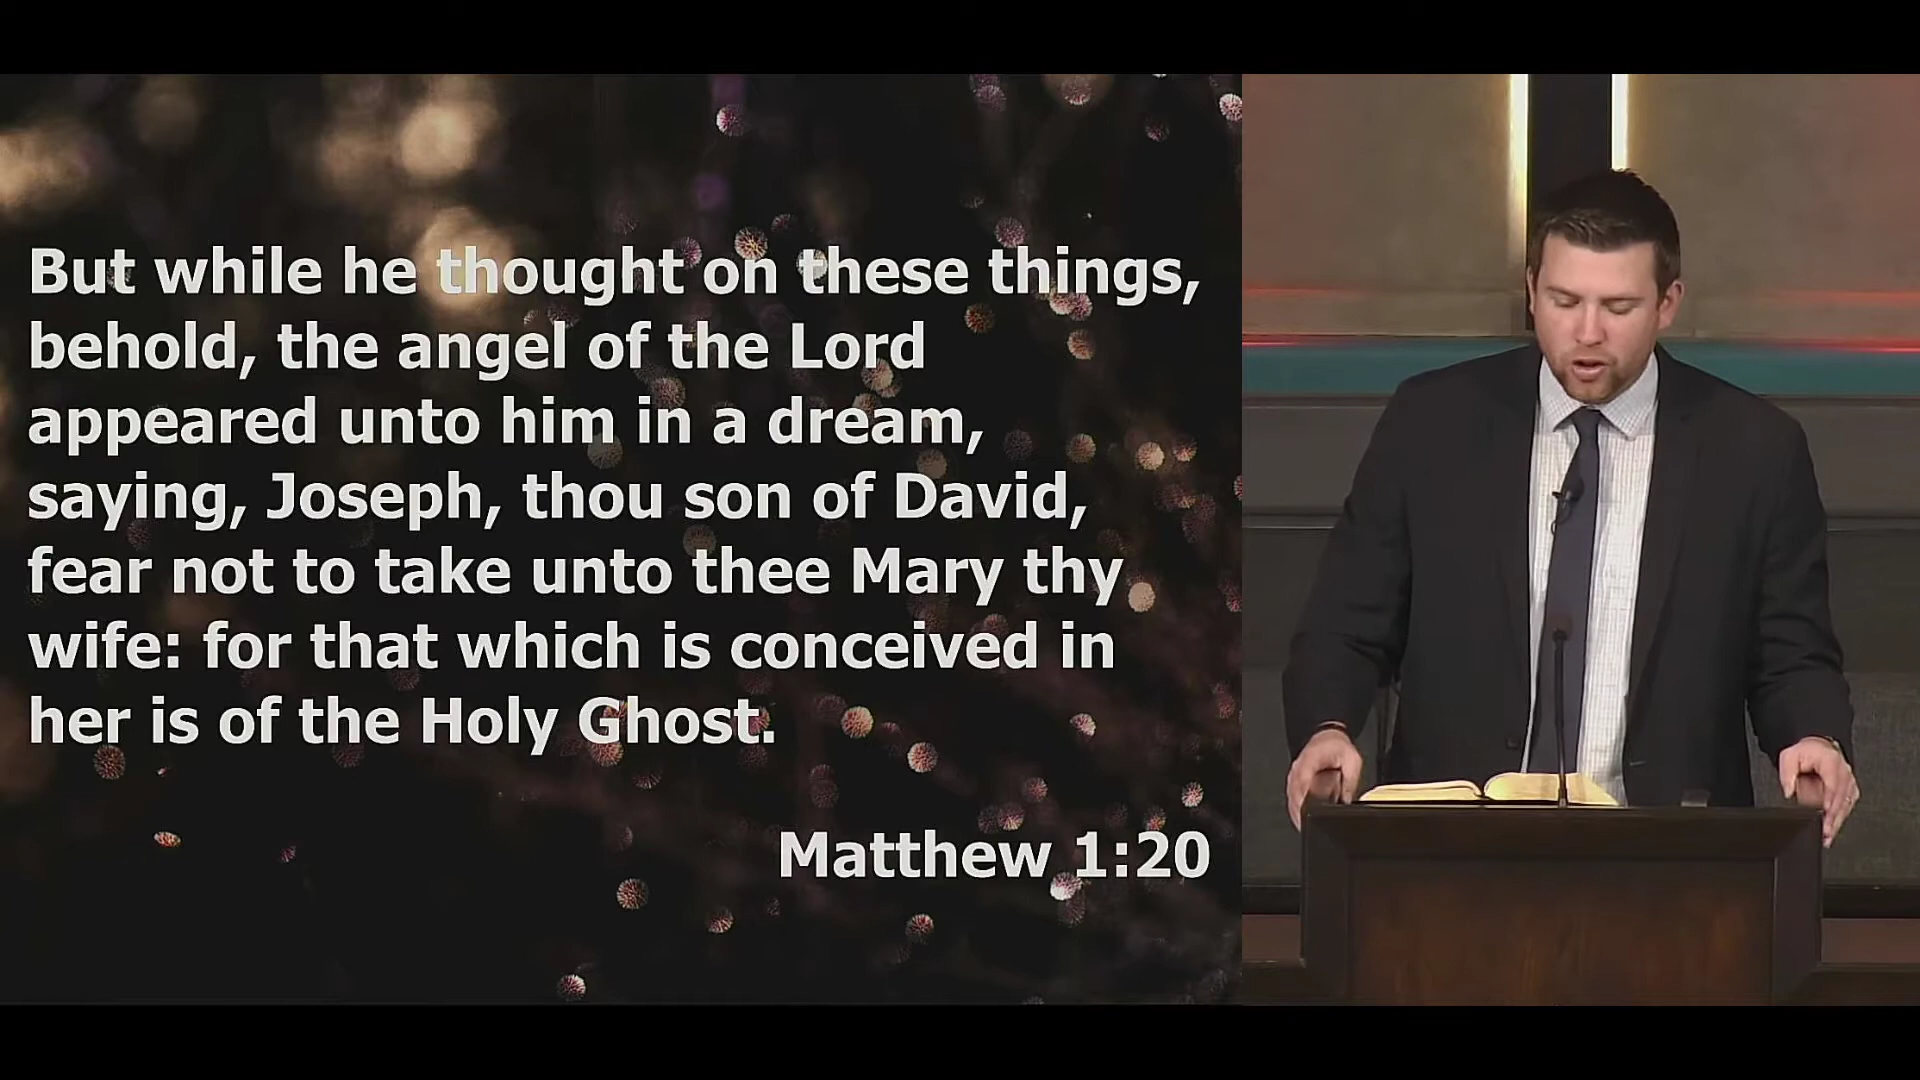 But while he thought on these things,
behold, the angel of the Lord
appeared unto him in a dream,
saying, Joseph, thou son of David,
fear not to take unto thee Mary thy
wife: for that which is conceived in
her is of the Holy Ghost.
Matthew 1:20